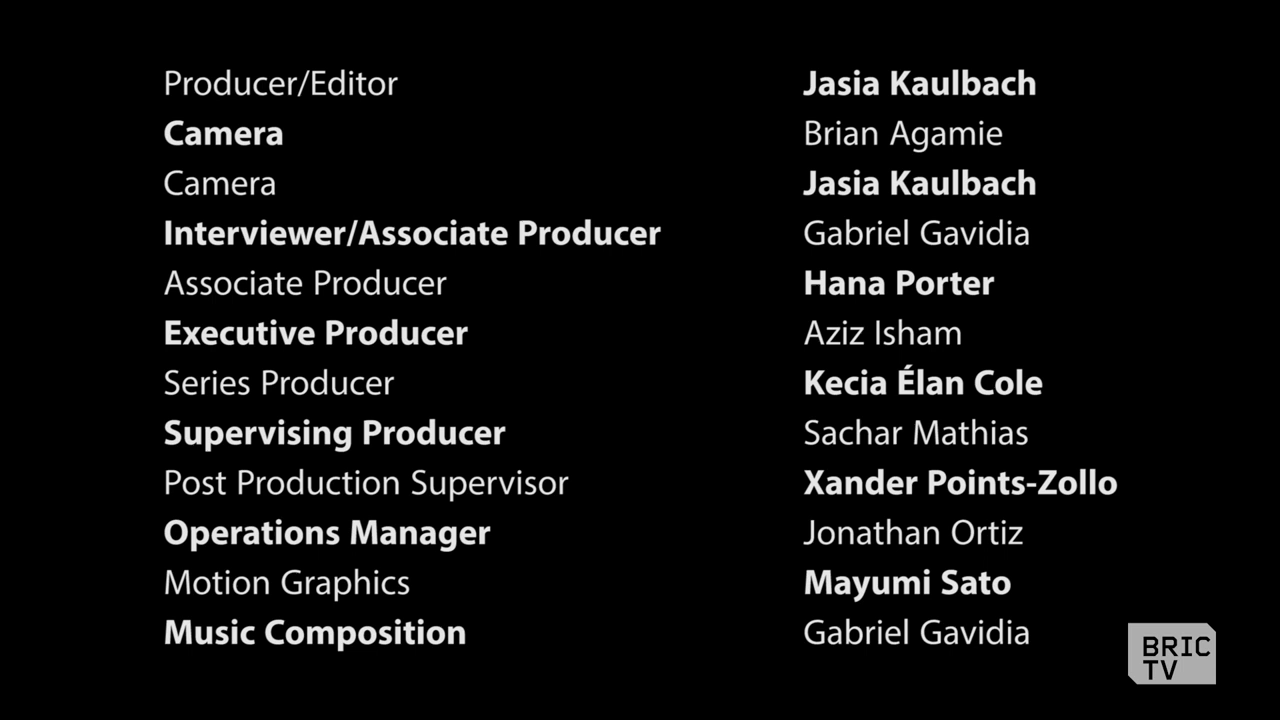 Producer/Editor Jasia Kaulbach
Camera Brian Agamie
Camera Jasia Kaulbach
Interviewer/Associate Producer Gabriel Gavidia
Associate Producer Hana Porter
Executive Producer Aziz Isham
Series Producer Kecia Élan Cole
Supervising Producer Sachar Mathias
Post Production Supervisor Xander Points-Zollo
Operations Manager Jonathan Ortiz
Motion Graphics Mayumi Sato
Music Composition Gabriel Gavidia
BRIC
TV